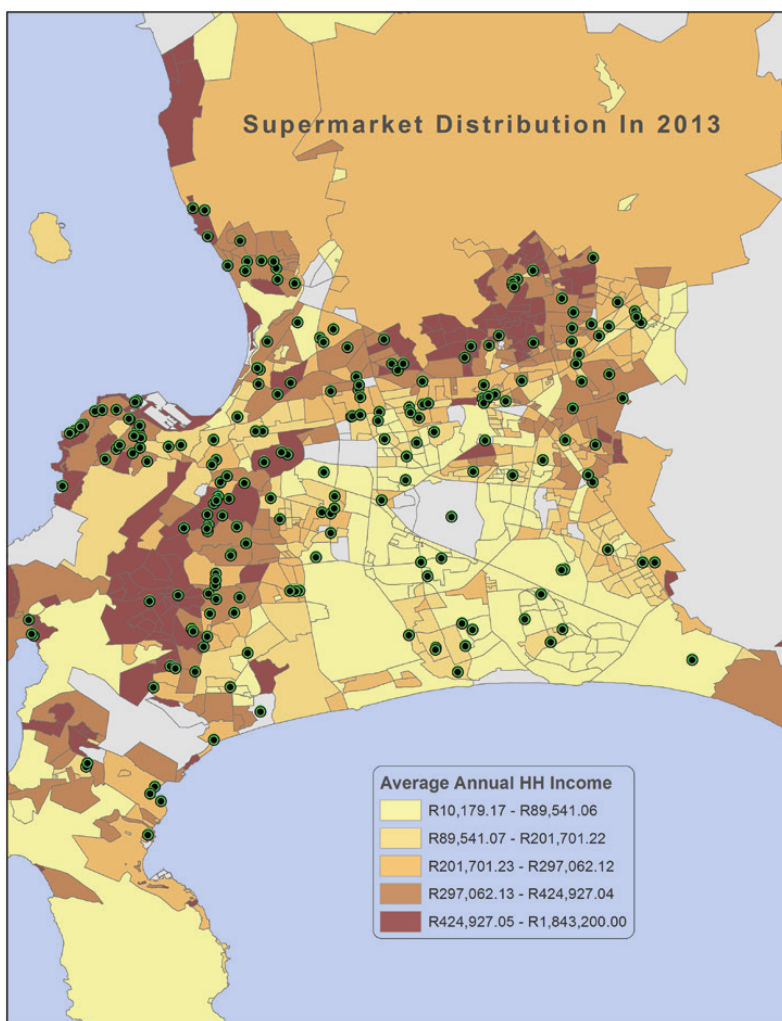 Supermarket Distribution In 2013
Average Annual HH Income
R10,179.17 - R89,541.06
R89,541.07 - R201,701.22
R201,701.23 - R297,062.12
R297,062.13 - R424,927.04
R424,927.05 - R1,843,200.00